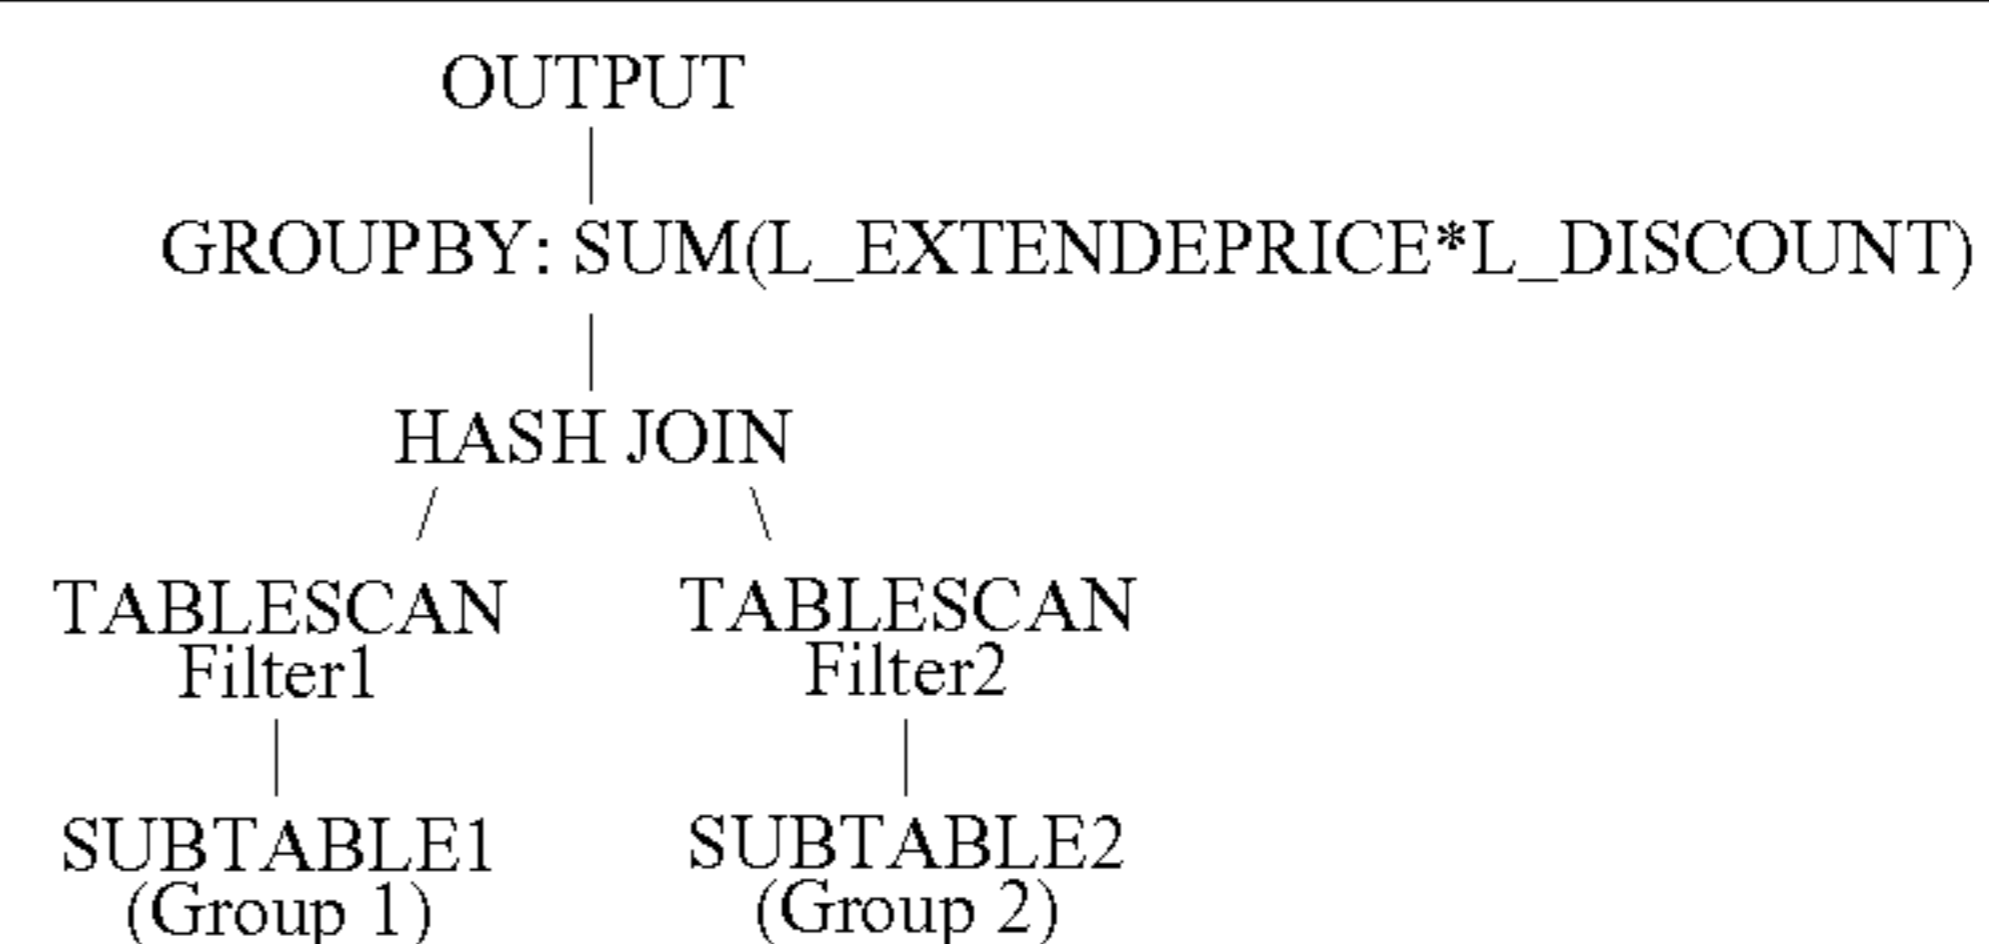 OUTPUT
GROUPBY: SUM(L_EXTENDEPRICE*L_DISCOUNT)
HASH JOIN
TABLESCAN TABLESCAN
Filter1 Filter2
SUBTABLE1 SUBTABLE2
(Group 1) (Group 2)